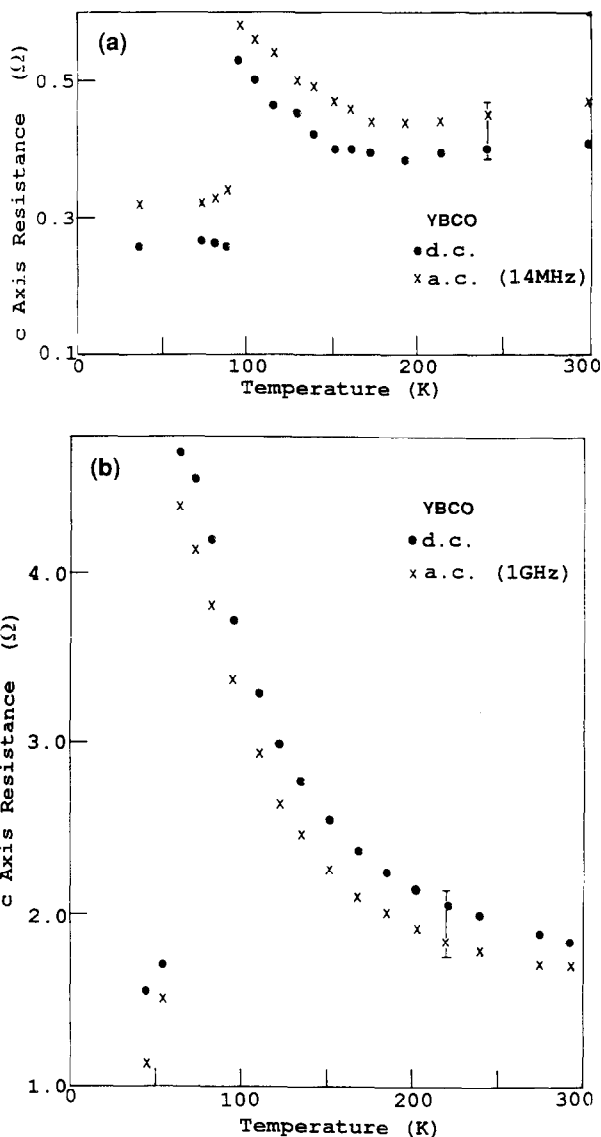 (a)
c Axis Resistance (Ω)
0.5
0.3
0.1
YBCO
● d.c.
x a.c. (14MHz)
0
100
200
300
Temperature (K)
(b)
c Axis Resistance (Ω)
4.0
3.0
2.0
1.0
YBCO
● d.c.
x a.c. (1GHz)
0
100
200
300
Temperature (K)